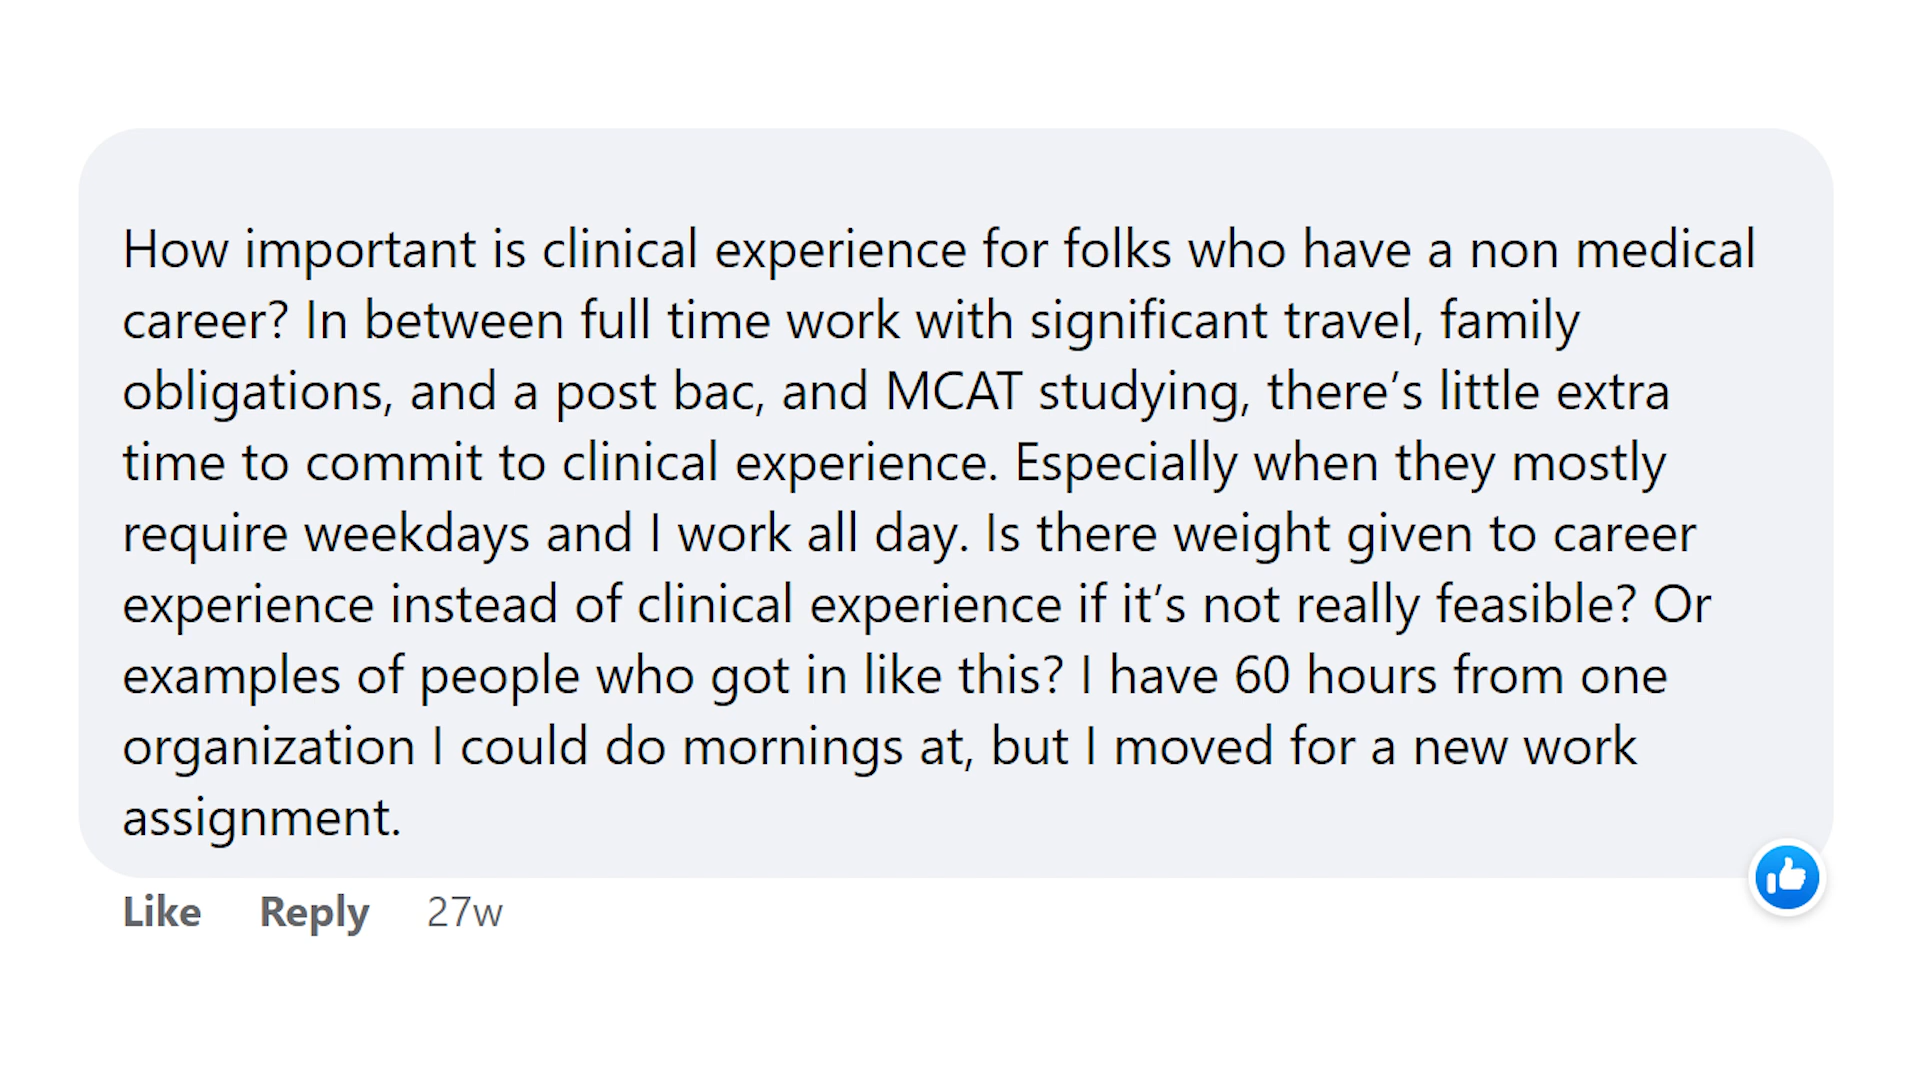 How important is clinical experience for folks who have a non medical
career? In between full time work with significant travel, family
obligations, and a post bac, and MCAT studying, there’s little extra
time to commit to clinical experience. Especially when they mostly
require weekdays and I work all day. Is there weight given to career
experience instead of clinical experience if it’s not really feasible? Or
examples of people who got in like this? I have 60 hours from one
organization I could do mornings at, but I moved for a new work
assignment.
Like Reply 27w